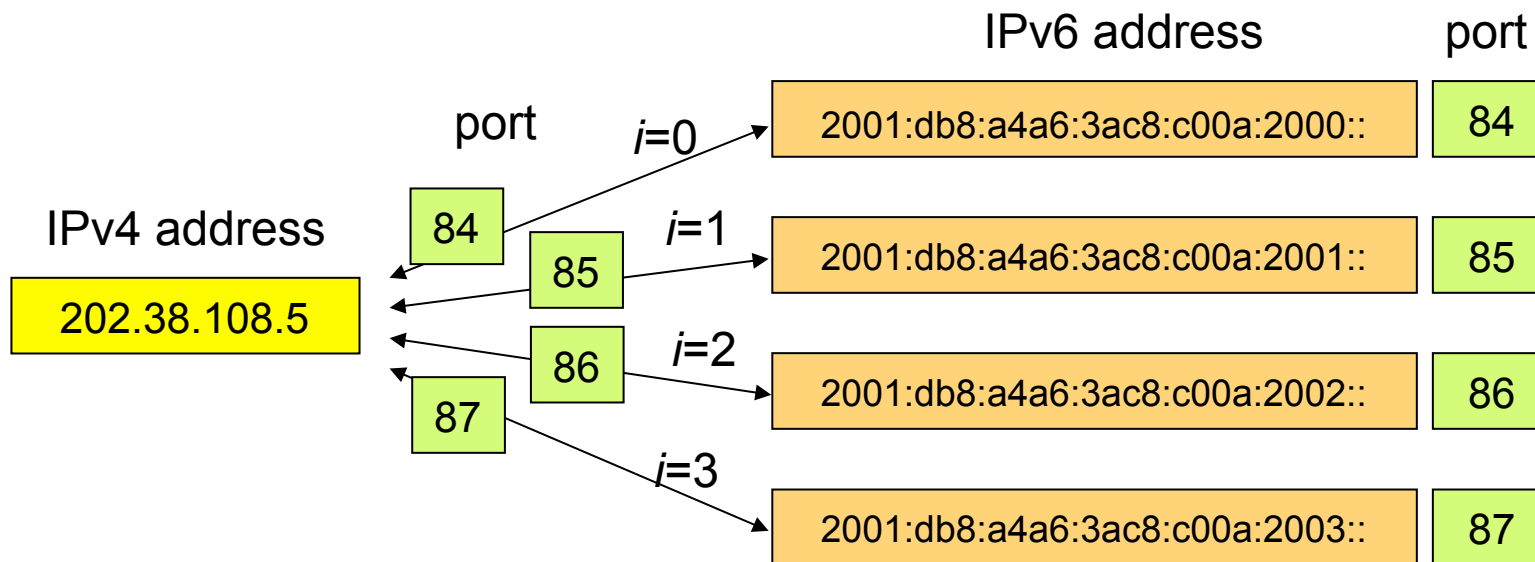 IPv6 address port
port
i=0
2001:db8:a4a6:3ac8:c00a:2000:: 84
84
IPv4 address
i=1
85
2001:db8:a4a6:3ac8:c00a:2001:: 85
202.38.108.5
i=2
86
2001:db8:a4a6:3ac8:c00a:2002:: 86
87
i=3
2001:db8:a4a6:3ac8:c00a:2003:: 87